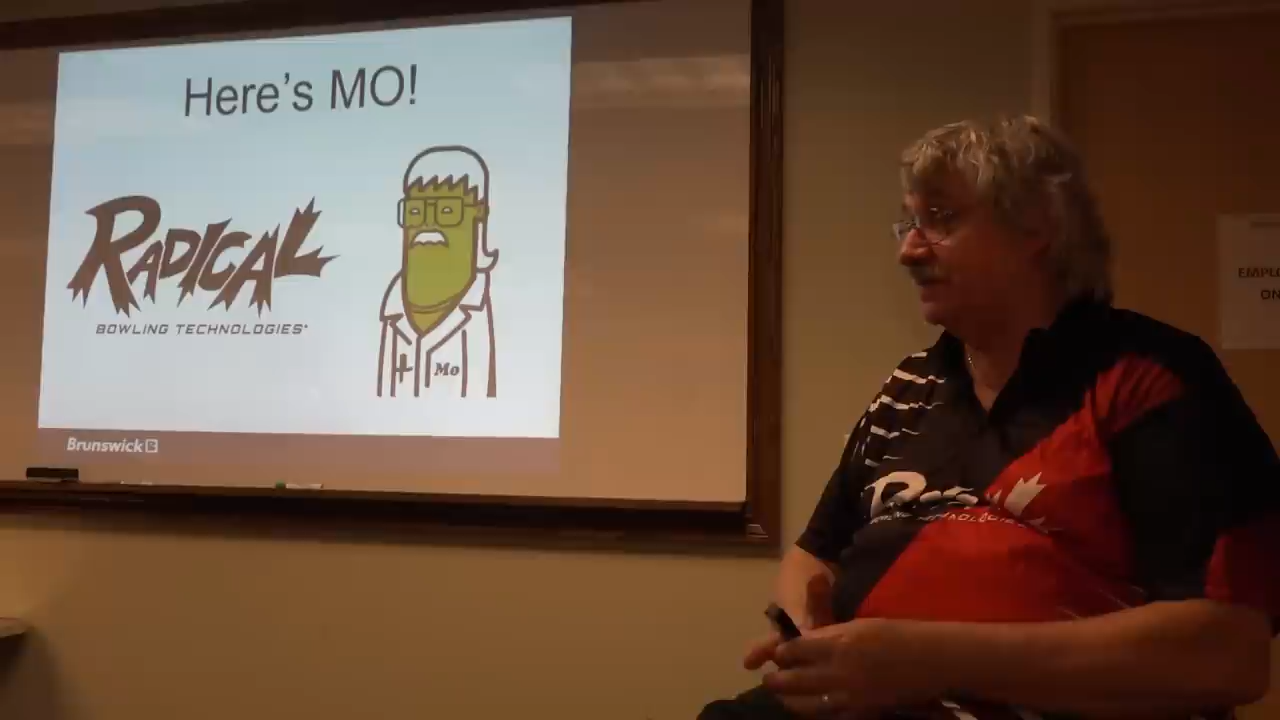 Here's MO!
RADICAL
BOWLING TECHNOLOGIES
Mo
Brunswick